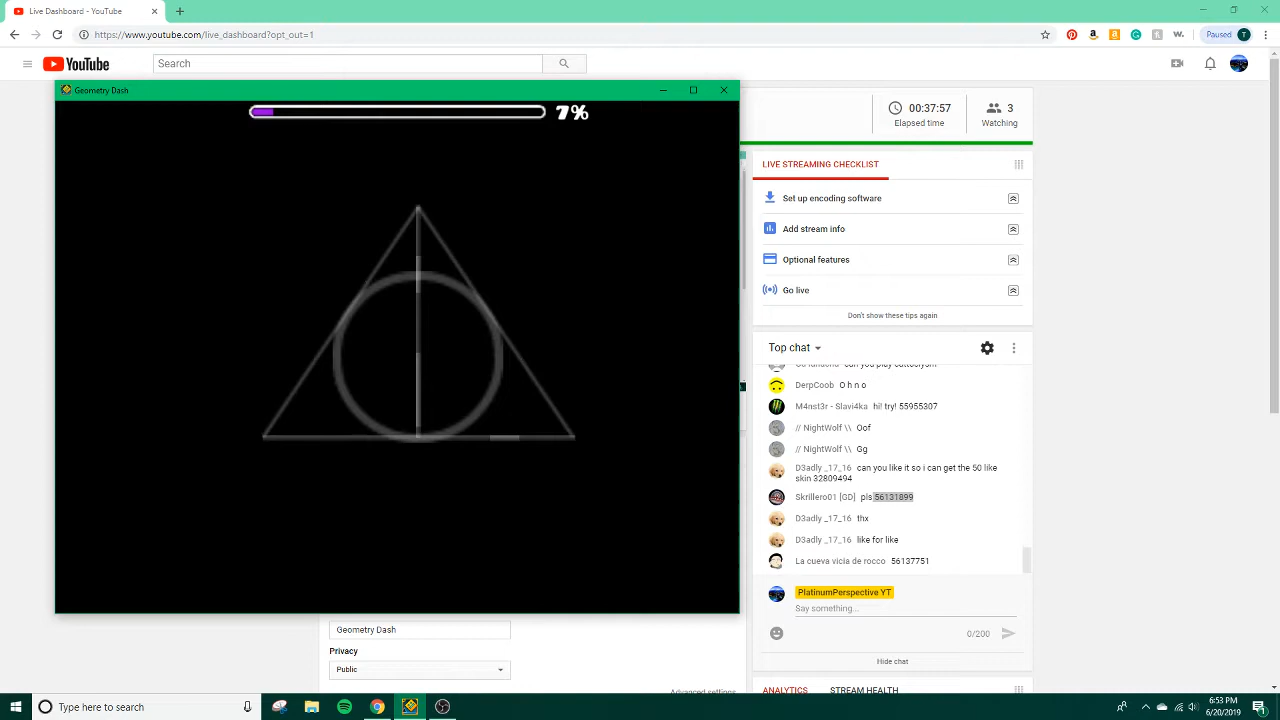 Live Dashboard - YouTube
https://www.youtube.com/live_dashboard?opt_out=1
Paused
T
YouTube
Search
Geometry Dash
7%
00:37:57
Elapsed time
3
Watching
LIVE STREAMING CHECKLIST
Set up encoding software
Add stream info
Optional features
Go live
Don't show these tips again
Top chat
DerpCoob O h n o
M4nst3r - Slavi4ka hi! try! 55955307
// NightWolf \\ Oof
// NightWolf \\ Gg
D3adly _17_16 can you like it so i can get the 50 like
skin 32809494
Skrillero01 [GD] pls 56131899
D3adly _17_16 thx
D3adly _17_16 like for like
La cueva vicia de rocco 56137751
PlatinumPerspective YT
Say something...
0/200
Hide chat
Geometry Dash
Privacy
Public
Advanced settings
ANALYTICS STREAM HEALTH
Type here to search
6:53 PM
6/20/2019